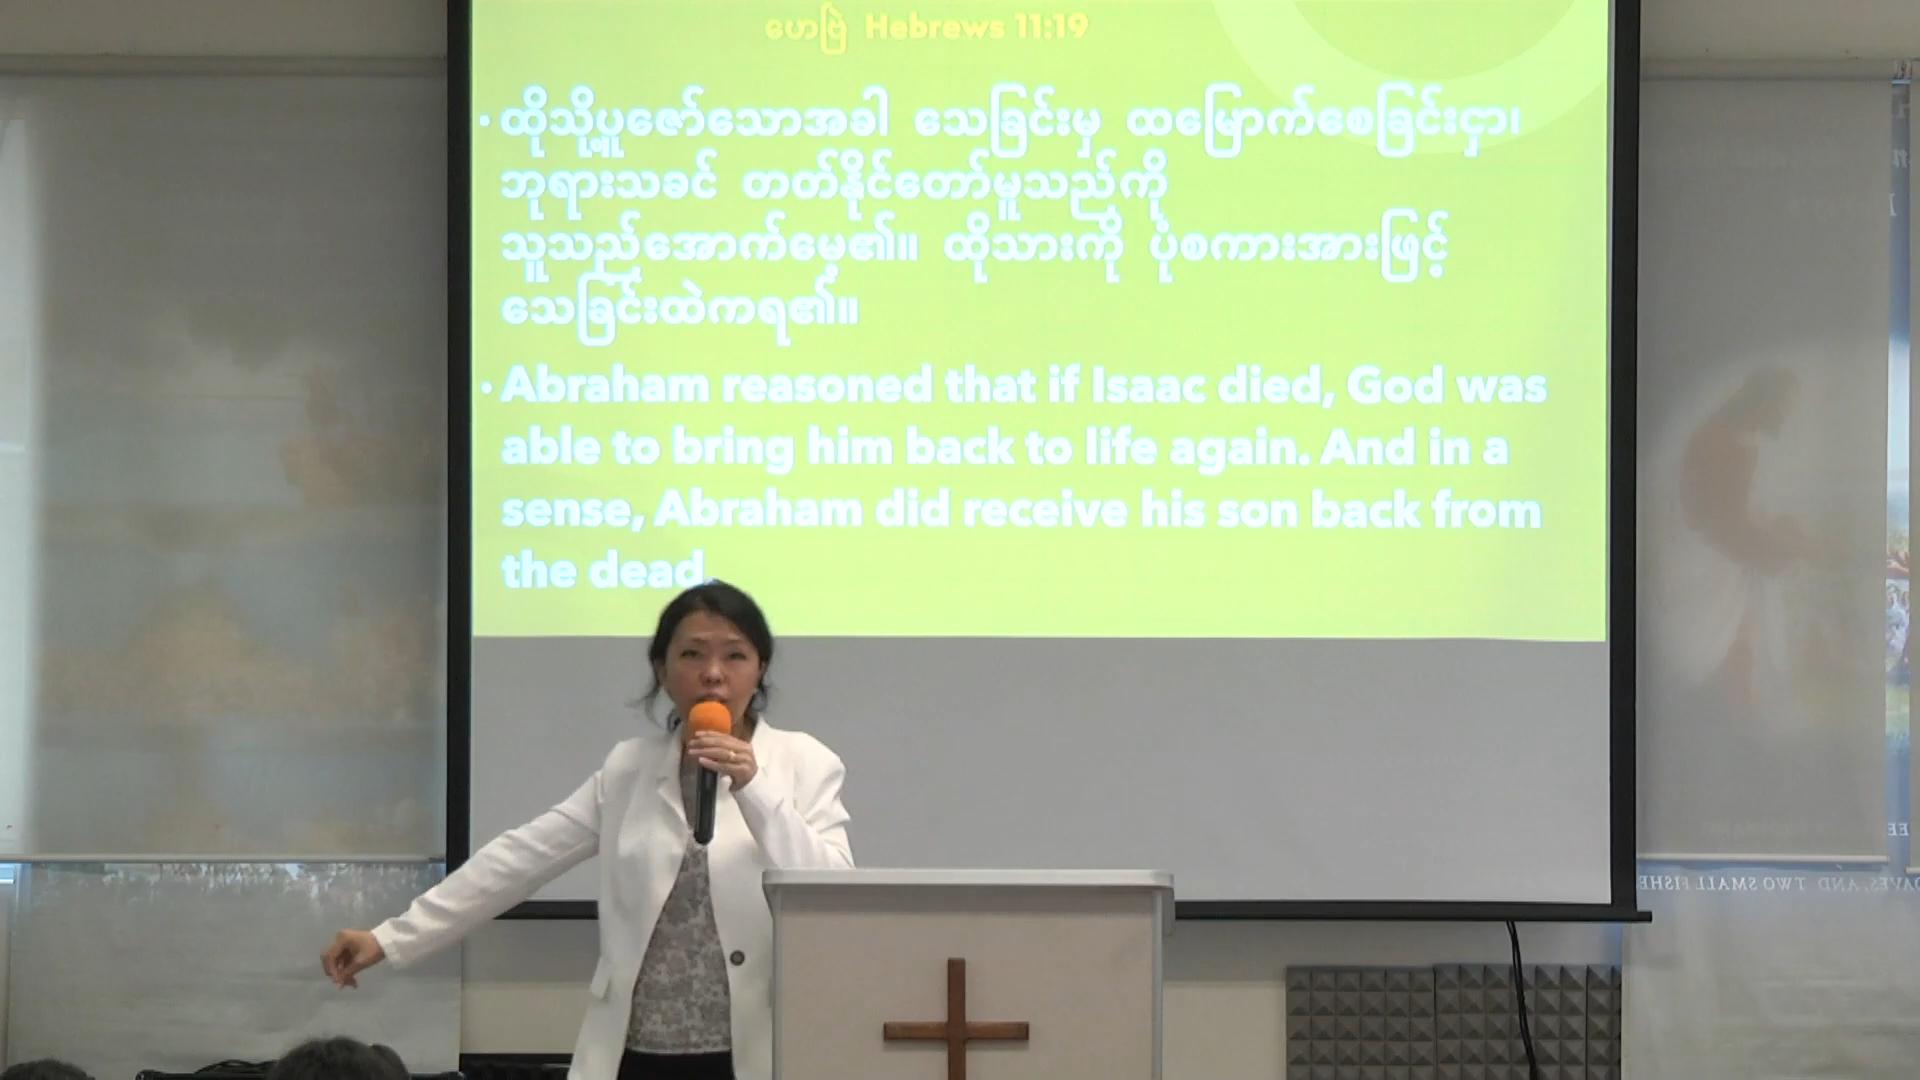 ဟေဗြဲ Hebrews 11:19
• ထိုသို့ပူဇော်သောအခါ သေခြင်းမှ ထမြောက်စေခြင်းငှာ၊
ဘုရားသခင် တတ်နိုင်တော်မူသည်ကို
သူသည်အောက်မေ့၏။ ထိုသားကို ပုံစကားအားဖြင့်
သေခြင်းထဲကရ၏။
• Abraham reasoned that if Isaac died, God was
able to bring him back to life again. And in a
sense, Abraham did receive his son back from
the dead.
AND TWO SMALL FISHE